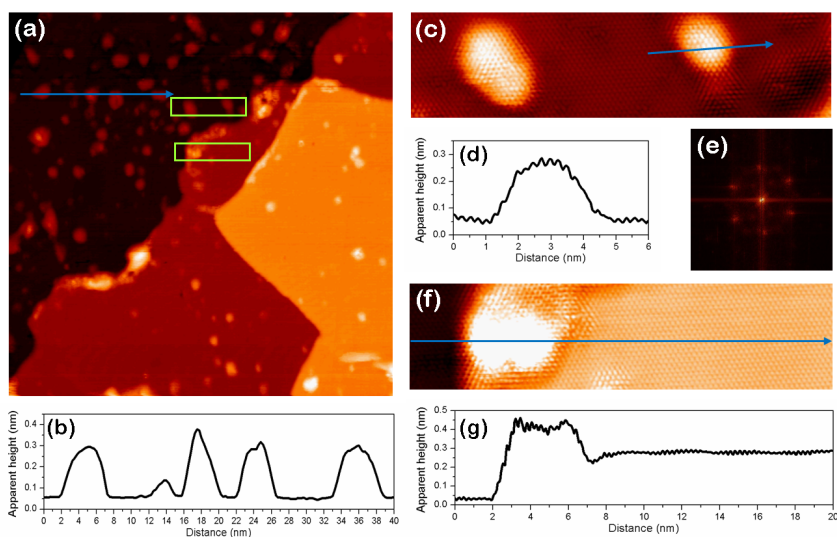 (a)
(c)
(d)
Apparent height (nm)
0.3
0.2
0.1
0.0
0 1 2 3 4 5 6
Distance (nm)
(e)
(f)
(b)
Apparent height (nm)
0.4
0.3
0.2
0.1
0.0
0 2 4 6 8 10 12 14 16 18 20 22 24 26 28 30 32 34 36 38 40
Distance (nm)
(g)
Apparent height (nm)
0.5
0.4
0.3
0.2
0.1
0.0
0 2 4 6 8 10 12 14 16 18 20
Distance (nm)